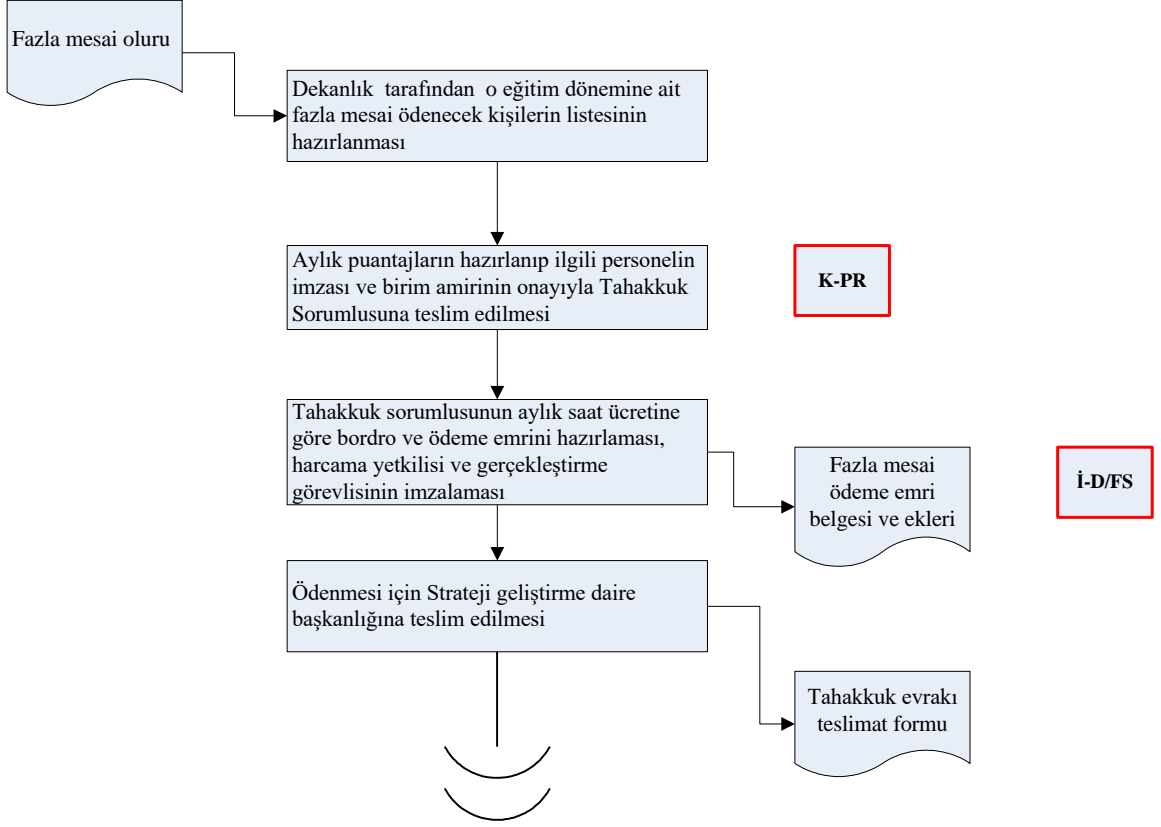 Fazla mesai oluru
Dekanlık  tarafından  o eğitim dönemine ait
fazla mesai ödenecek kişilerin listesinin
hazırlanması
Aylık puantajların hazırlanıp ilgili personelin
imzası ve birim amirinin onayıyla Tahakkuk
Sorumlusuna teslim edilmesi
K-PR
Tahakkuk sorumlusunun aylık saat ücretine
göre bordro ve ödeme emrini hazırlaması,
harcama yetkilisi ve gerçekleştirme
görevlisinin imzalaması
Fazla mesai
ödeme emri
belgesi ve ekleri
İ-D/FS
Ödenmesi için Strateji geliştirme daire
başkanlığına teslim edilmesi
Tahakkuk evrakı
teslimat formu